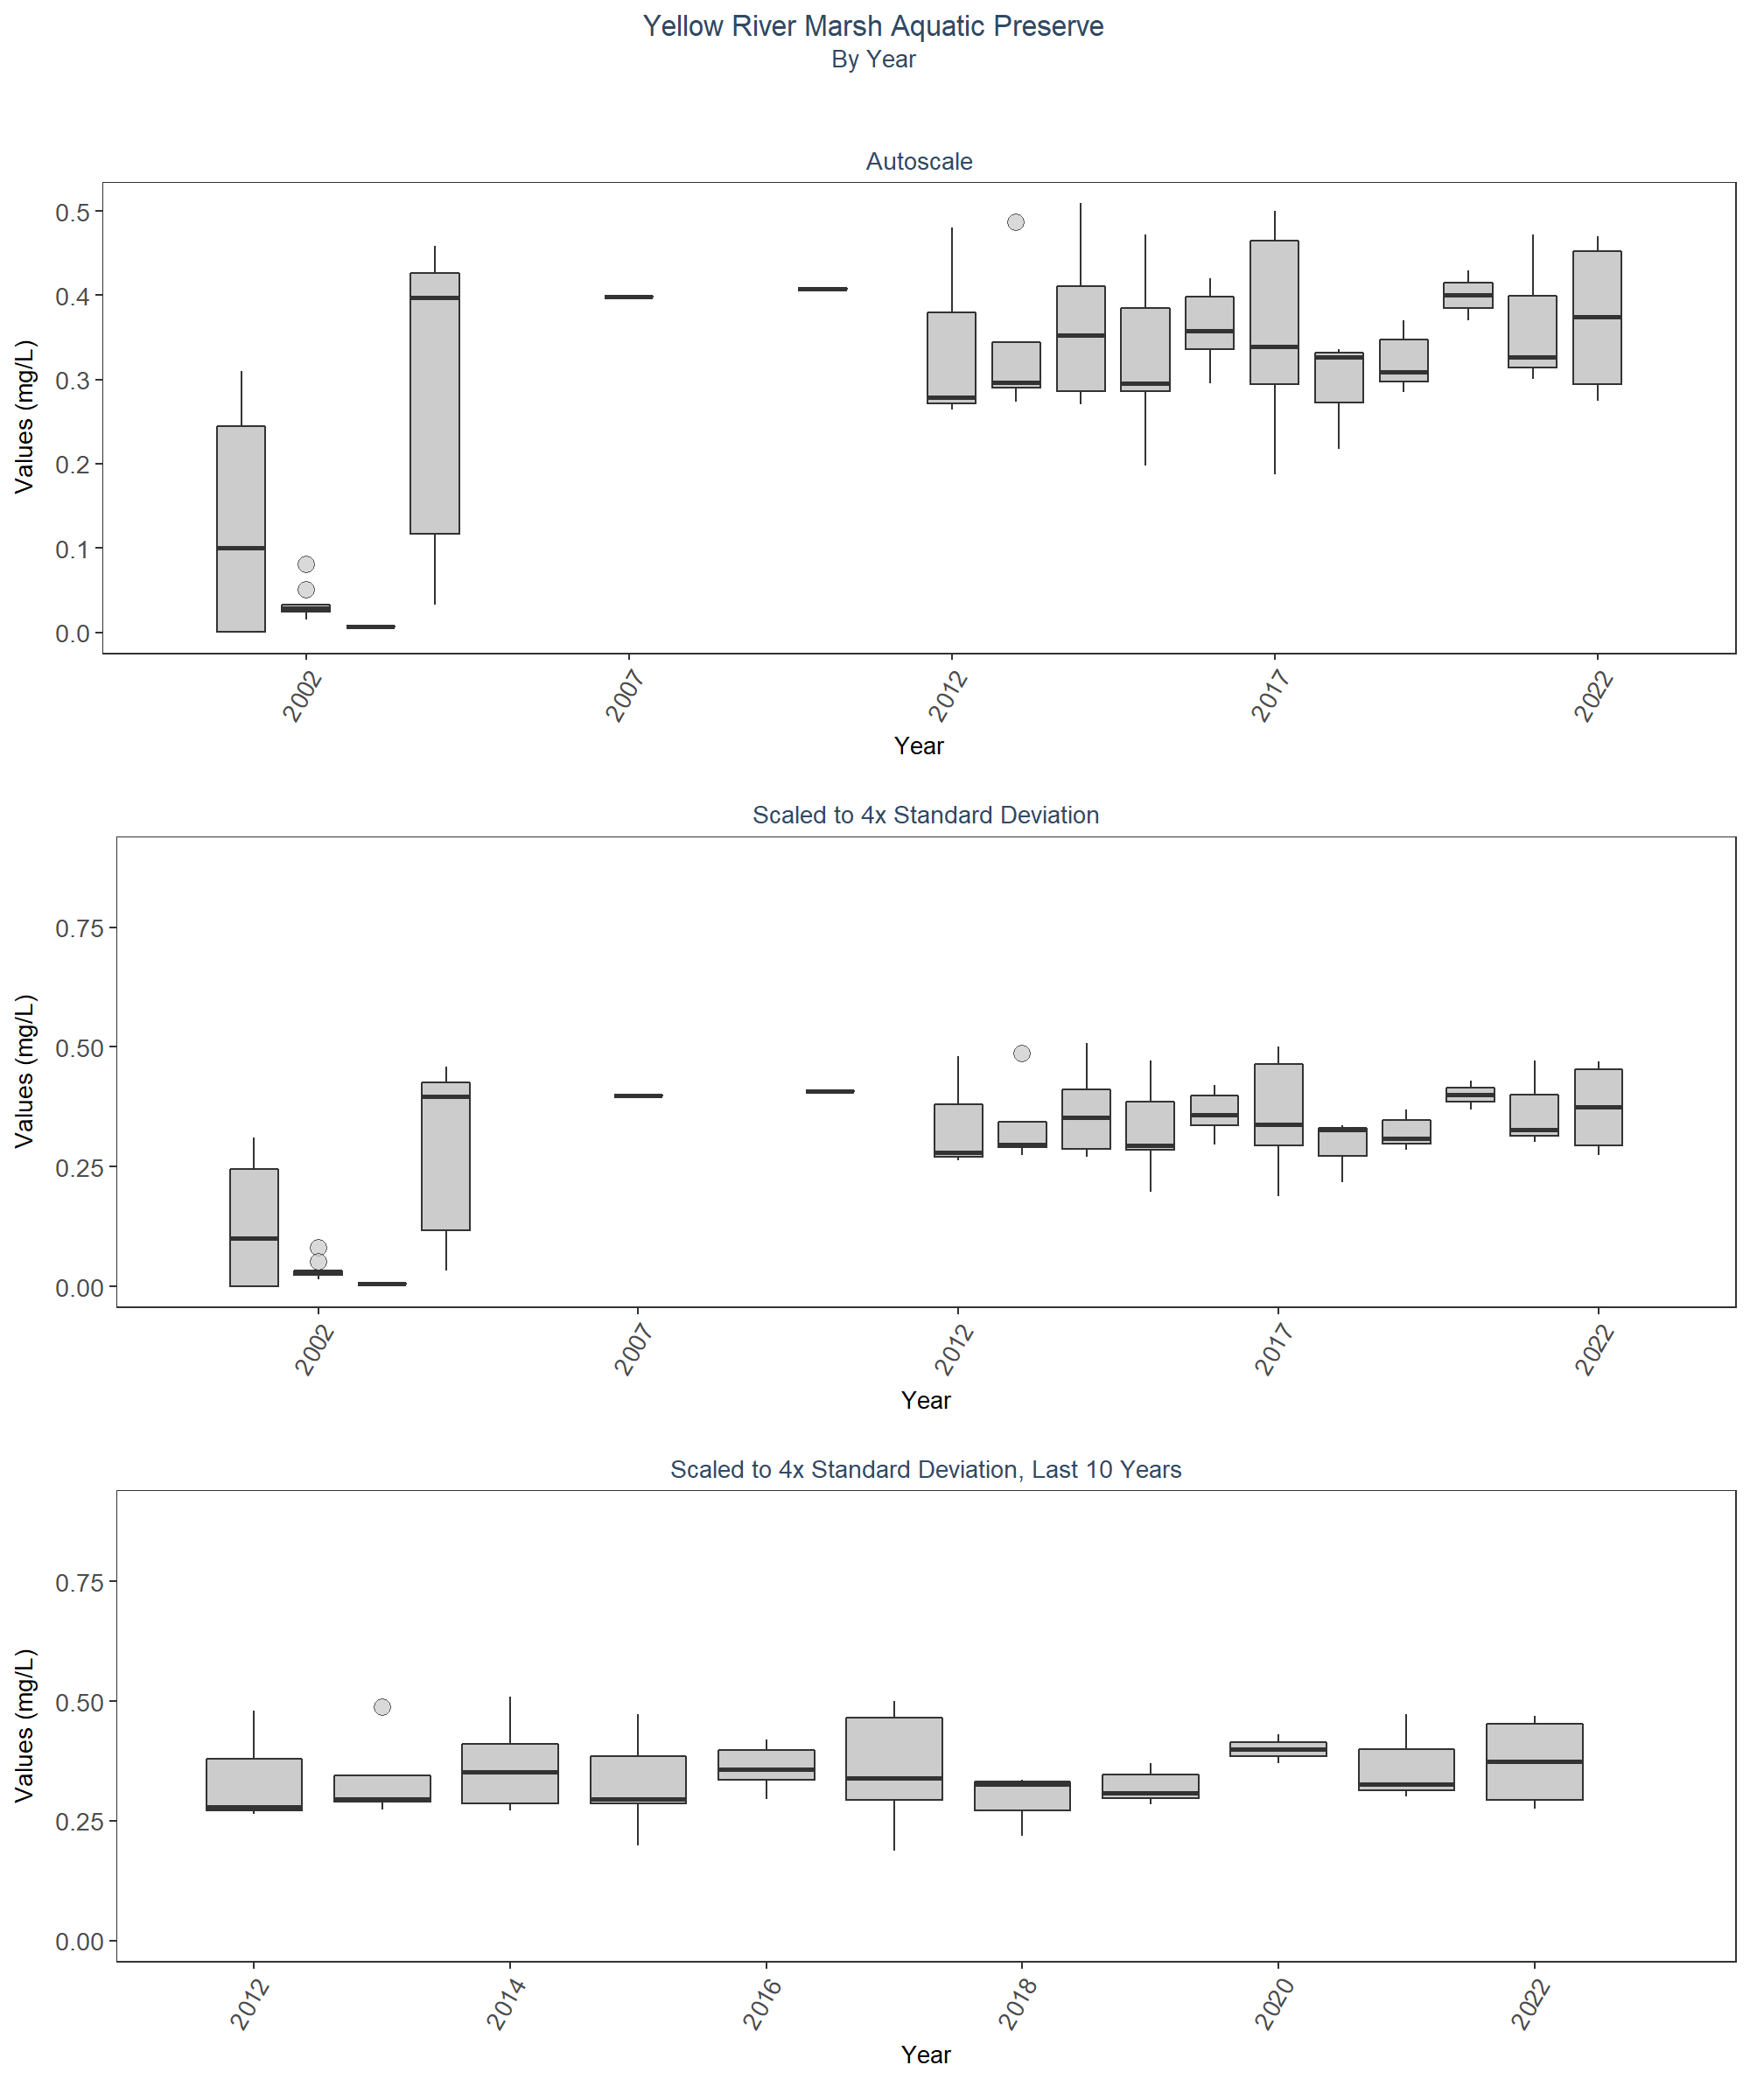 Yellow River Marsh Aquatic Preserve
By Year
Autoscale
Values (mg/L)
0.5
0.4
0.3
0.2
0.1
0.0
2002 2007 2012 2017 2022
Year
Scaled to 4x Standard Deviation
Values (mg/L)
0.75
0.50
0.25
0.00
2002 2007 2012 2017 2022
Year
Scaled to 4x Standard Deviation, Last 10 Years
Values (mg/L)
0.75
0.50
0.25
0.00
2012 2014 2016 2018 2020 2022
Year